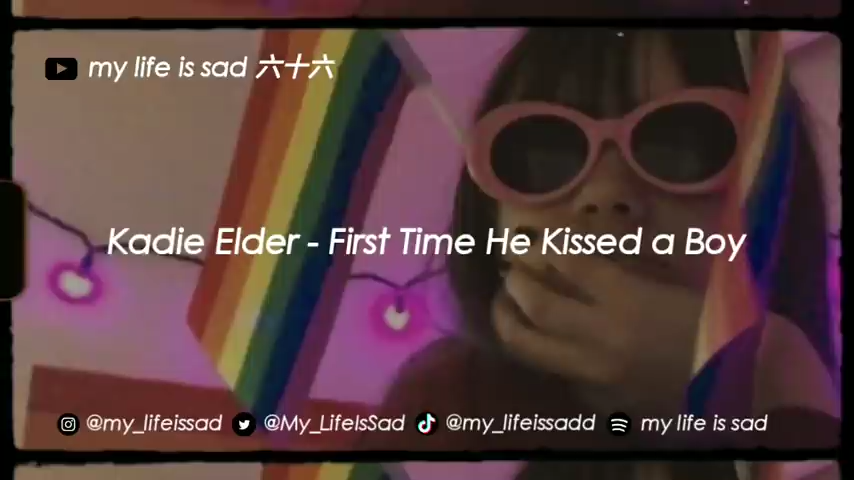 my life is sad 六十六
Kadie Elder - First Time He Kissed a Boy
@my_lifeissad @My_LifeIsSad @my_lifeissadd my life is sad